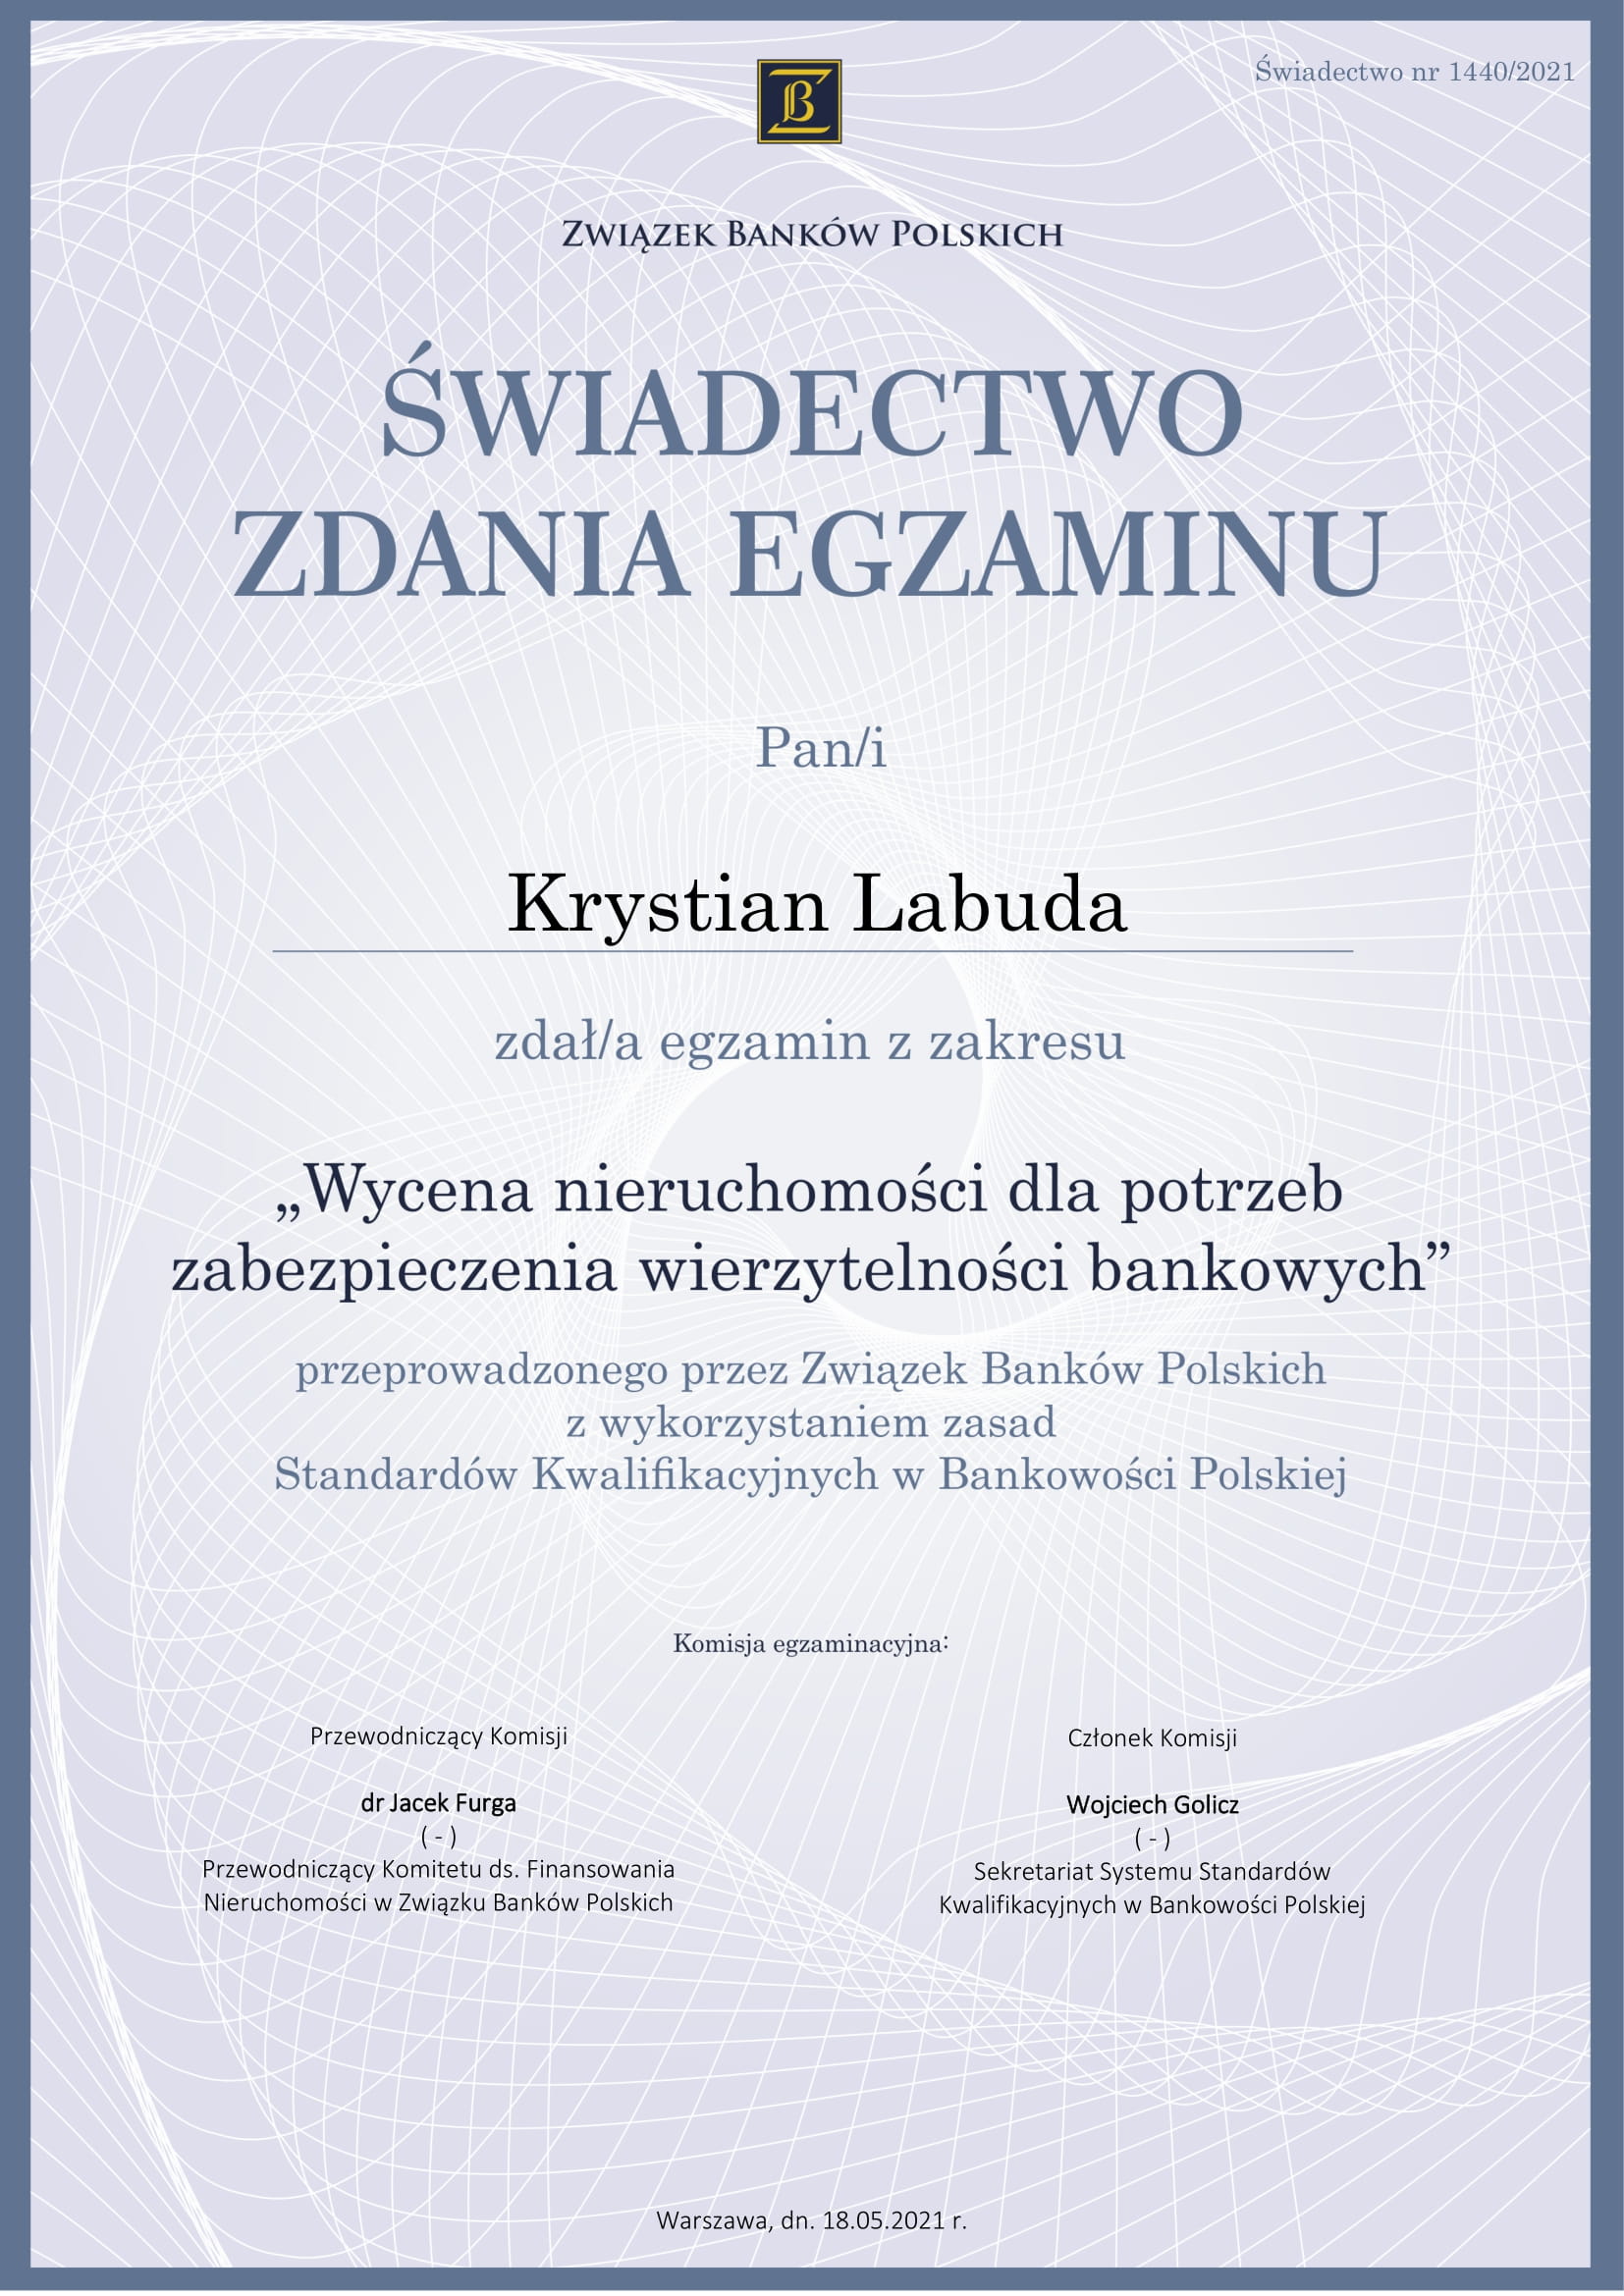 Świadectwo nr 1440/2021
ZB
Związek Banków Polskich
ŚWIADECTWO
ZDANIA EGZAMINU
Pan/i
Krystian Labuda
zdał/a egzamin z zakresu
„Wycena nieruchomości dla potrzeb
zabezpieczenia wierzytelności bankowych”
przeprowadzonego przez Związek Banków Polskich
z wykorzystaniem zasad
Standardów Kwalifikacyjnych w Bankowości Polskiej
Komisja egzaminacyjna:
Przewodniczący Komisji
dr Jacek Furga
( - )
Przewodniczący Komitetu ds. Finansowania
Nieruchomości w Związku Banków Polskich
Członek Komisji
Wojciech Golicz
( - )
Sekretariat Systemu Standardów
Kwalifikacyjnych w Bankowości Polskiej
Warszawa, dn. 18.05.2021 r.